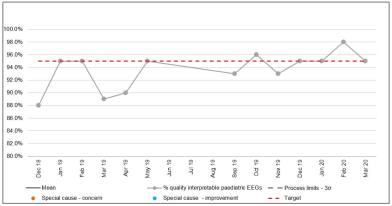 100.0%
98.0%
96.0%
94.0%
92.0%
90.0%
88.0%
86.0%
84.0%
82.0%
80.0%
Dec 18
Jan 19
Feb 19
Mar 19
Apr 19
May 19
Jun 19
Jul 19
Aug 19
Sep 19
Oct 19
Nov 19
Dec 19
Jan 20
Feb 20
Mar 20
Mean
% quality interpretable paediatric EEGs
Process limits - 3σ
Special cause - concern
Special cause - improvement
Target